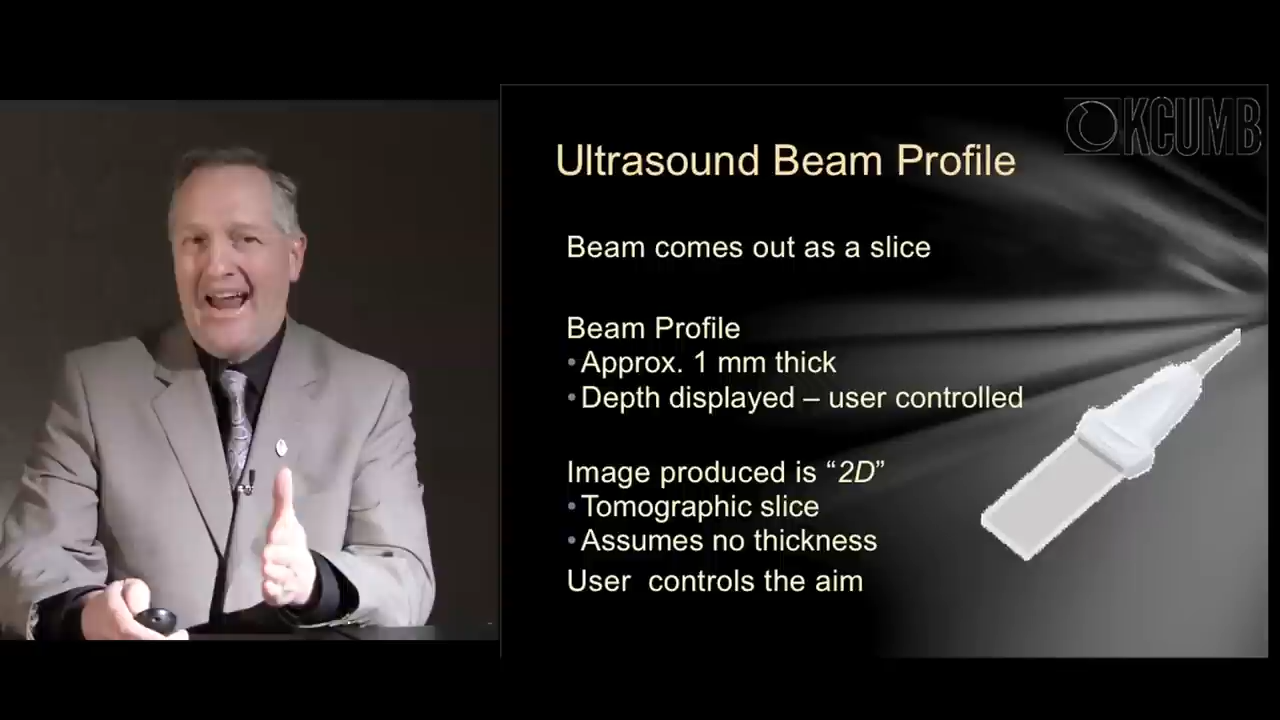 KCUMB
Ultrasound Beam Profile
Beam comes out as a slice
Beam Profile
•Approx. 1 mm thick
•Depth displayed – user controlled
Image produced is “2D”
•Tomographic slice
•Assumes no thickness
User controls the aim